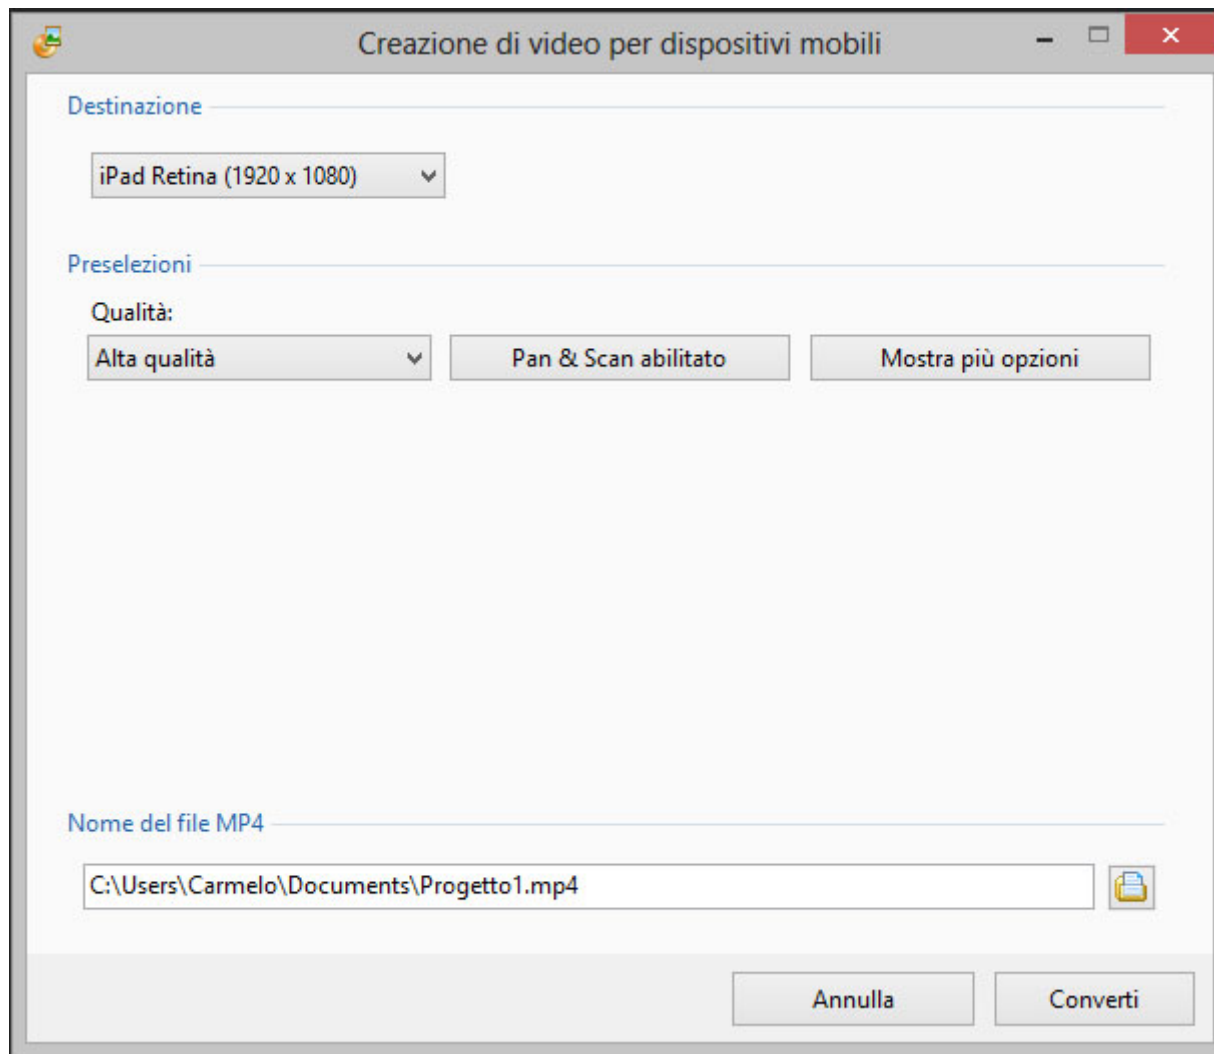 Creazione di video per dispositivi mobili
Destinazione
iPad Retina (1920 x 1080)
Preselezioni
Qualità:
Alta qualità
Pan & Scan abilitato
Mostra più opzioni
Nome del file MP4
C:\Users\Carmelo\Documents\Progetto1.mp4
Annulla
Converti